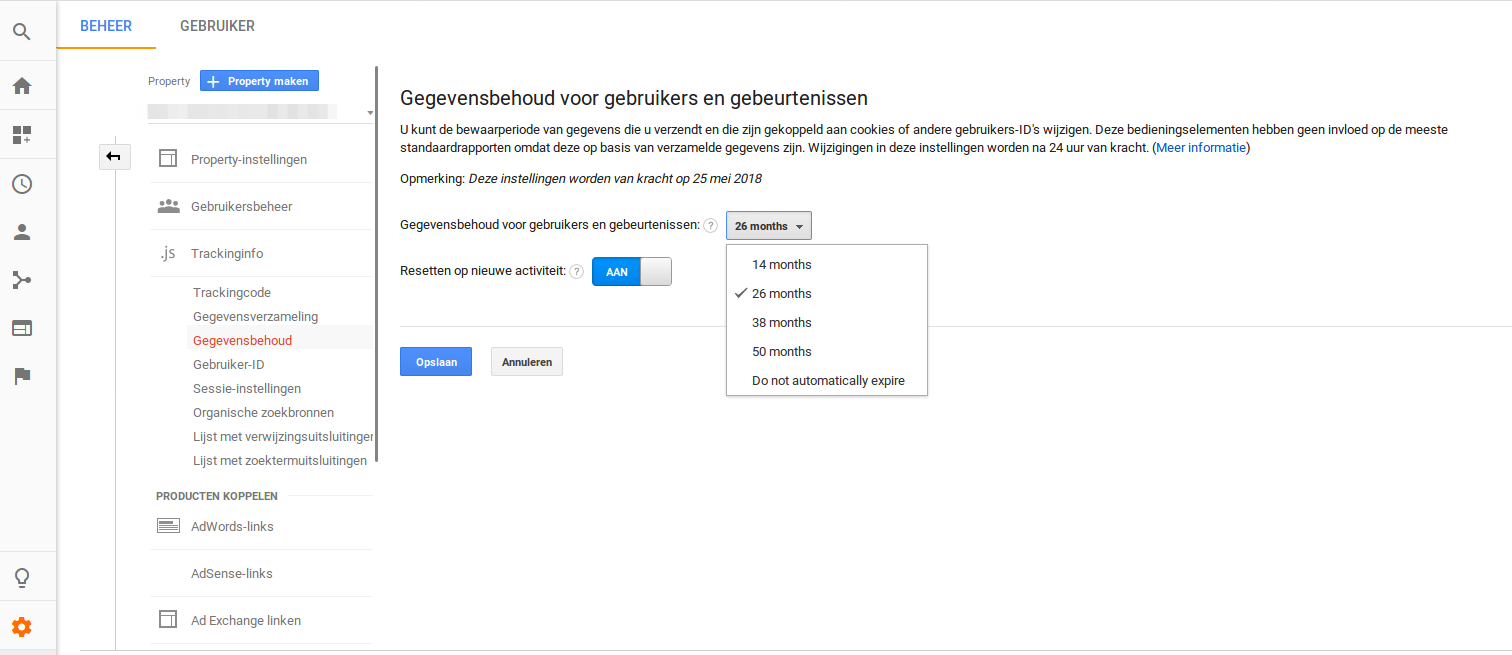 BEHEER
GEBRUIKER
Property
Property maken
Property-instellingen
Gebruikersbeheer
.js Trackinginfo
Trackingcode
Gegevensverzameling
Gegevensbehoud
Gebruiker-ID
Sessie-instellingen
Organische zoekbronnen
Lijst met verwijzingsuitsluitingen
Lijst met zoektermuitsluitingen
PRODUCTEN KOPPELEN
AdWords-links
AdSense-links
Ad Exchange linken
Gegevensbehoud voor gebruikers en gebeurtenissen
U kunt de bewaarperiode van gegevens die u verzendt en die zijn gekoppeld aan cookies of andere gebruikers-ID's wijzigen. Deze bedieningselementen hebben geen invloed op de meeste
standaardrapporten omdat deze op basis van verzamelde gegevens zijn. Wijzigingen in deze instellingen worden na 24 uur van kracht. (Meer informatie)
Opmerking: Deze instellingen worden van kracht op 25 mei 2018
Gegevensbehoud voor gebruikers en gebeurtenissen: ? 26 months
14 months
26 months
38 months
50 months
Do not automatically expire
Resetten op nieuwe activiteit: ? AAN
Opslaan
Annuleren